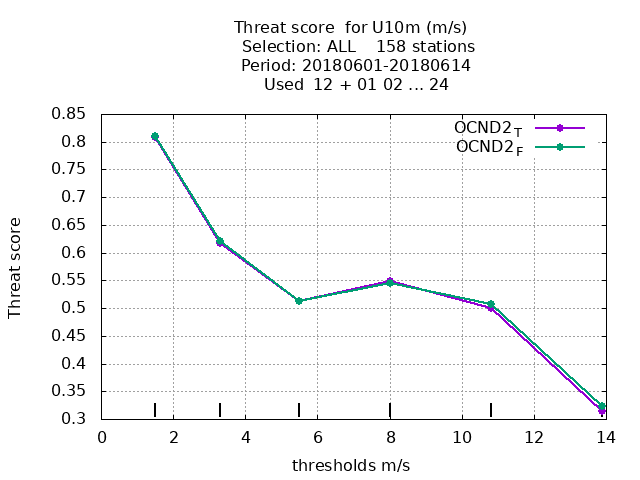 Threat score  for U10m (m/s)
Selection: ALL    158 stations
Period: 20180601-20180614
Used  12 + 01 02 ... 24
OCND2T
OCND2F
0.85
0.8
0.75
0.7
0.65
0.6
0.55
0.5
0.45
0.4
0.35
0.3
Threat score
0 2 4 6 8 10 12 14
thresholds m/s